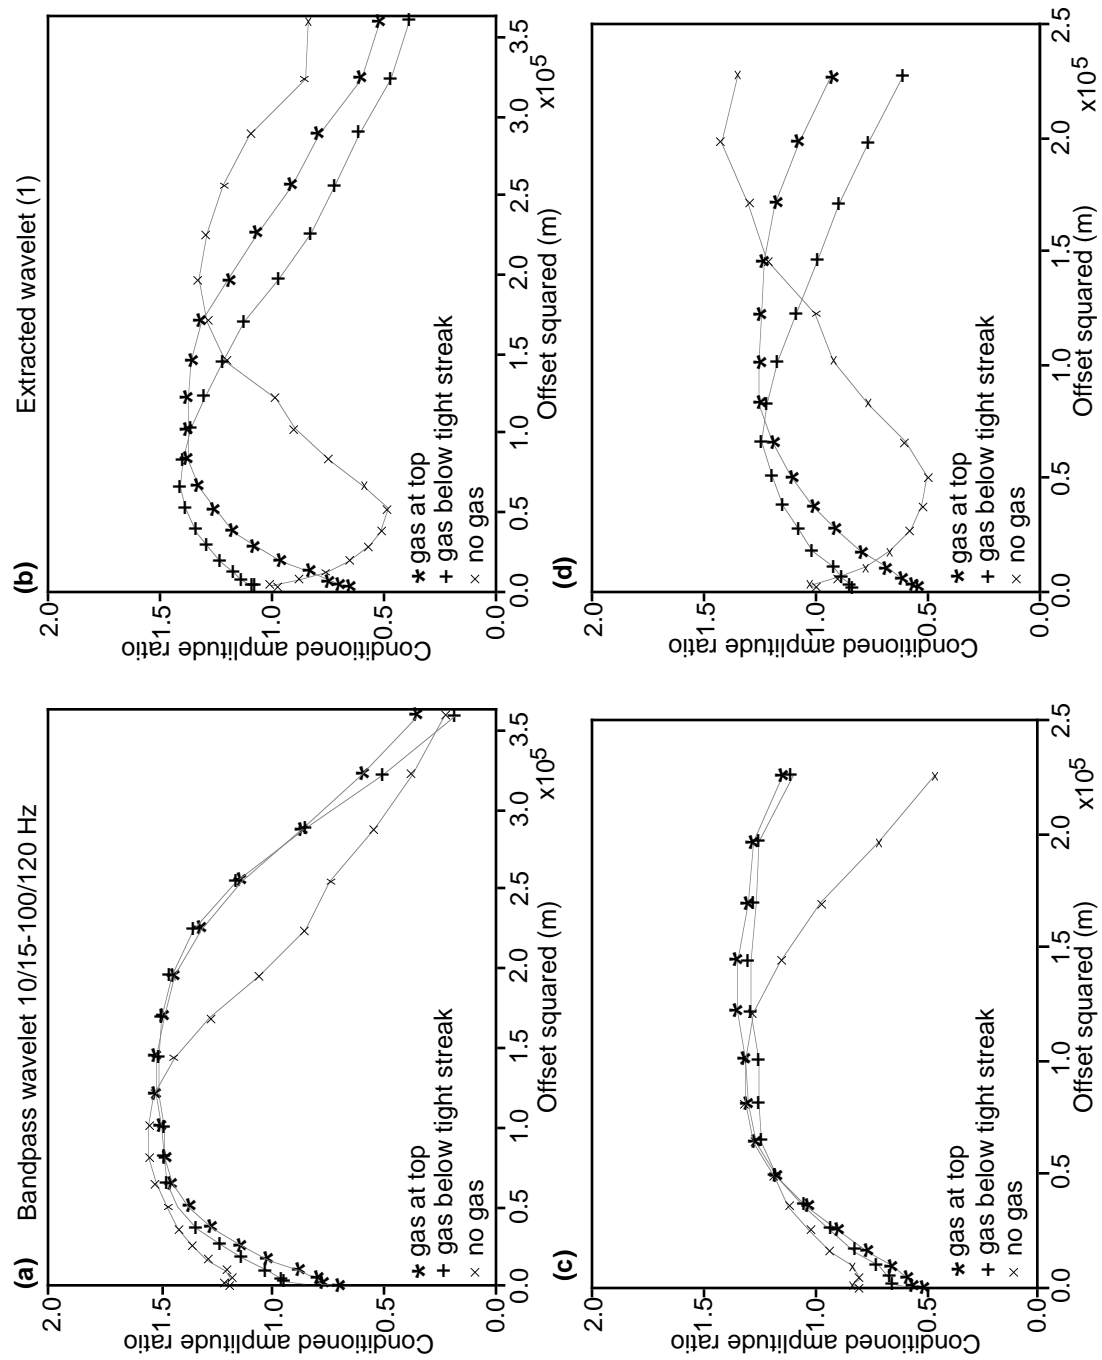 (a)
Bandpass wavelet 10/15-100/120 Hz
2.0
1.5
1.0
0.5
0.0
Conditioned amplitude ratio
gas at top
gas below tight streak
no gas
0.0
0.5
1.0
1.5
2.0
2.5
3.0
3.5
x10⁵
Offset squared (m)
(b)
Extracted wavelet (1)
2.0
1.5
1.0
0.5
0.0
Conditioned amplitude ratio
gas at top
gas below tight streak
no gas
0.0
0.5
1.0
1.5
2.0
2.5
3.0
3.5
x10⁵
Offset squared (m)
(c)
2.0
1.5
1.0
0.5
0.0
Conditioned amplitude ratio
gas at top
gas below tight streak
no gas
0.0
0.5
1.0
1.5
2.0
2.5
x10⁵
Offset squared (m)
(d)
2.0
1.5
1.0
0.5
0.0
Conditioned amplitude ratio
gas at top
gas below tight streak
no gas
0.0
0.5
1.0
1.5
2.0
2.5
x10⁵
Offset squared (m)